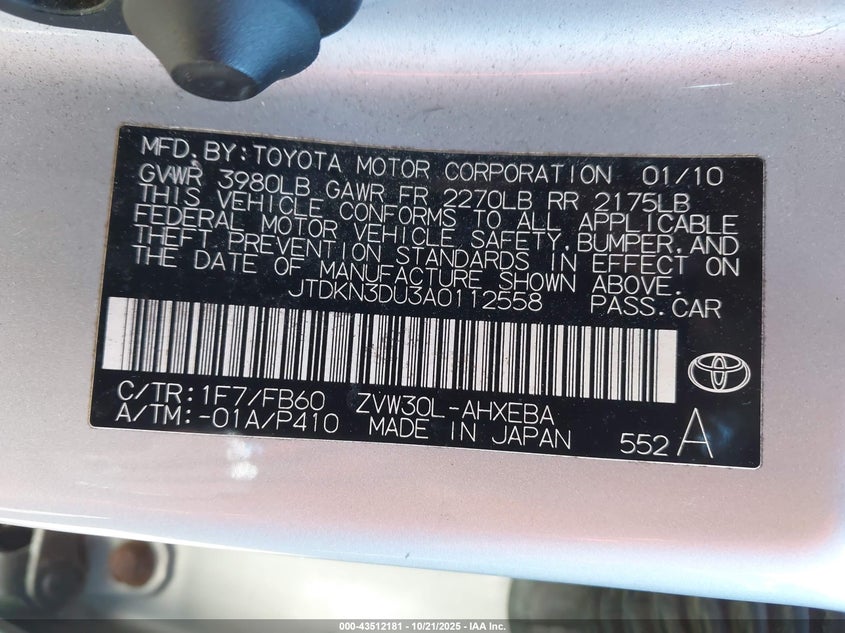 MFD. BY: TOYOTA MOTOR CORPORATION 01/10
GVWR 3980LB GAWR FR 2270LB RR 2175LB
THIS VEHICLE CONFORMS TO ALL APPLICABLE
FEDERAL MOTOR VEHICLE SAFETY, BUMPER, AND
THEFT PREVENTION STANDARDS IN EFFECT ON
THE DATE OF MANUFACTURE SHOWN ABOVE.
JTDKN3DU3A0112558 PASS. CAR
C/TR: 1F7/FB60 ZVW30L-AHXEBA
A/TM: -01A/P410 MADE IN JAPAN 552 A
000-43512181 - 10/21/2025 - IAA Inc.